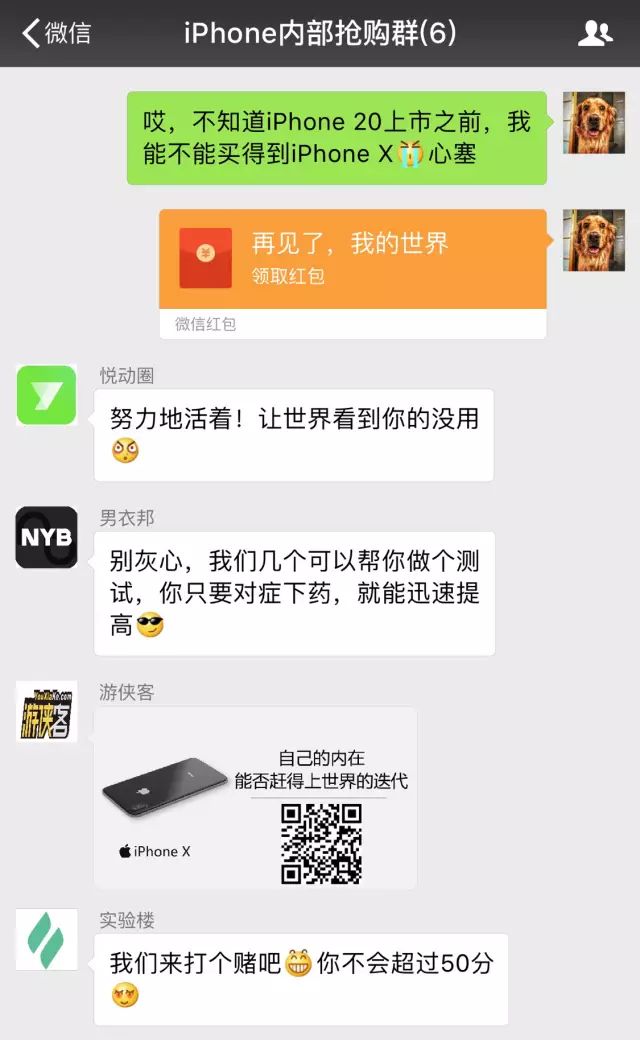 微信
iPhone内部抢购群(6)
哎，不知道iPhone 20上市之前，我
能不能买得到iPhone X😭心塞
再见了，我的世界
领取红包
微信红包
悦动圈
努力地活着！让世界看到你的没用
男衣邦
NYB
别灰心，我们几个可以帮你做个测
试，你只要对症下药，就能迅速提
高😎
游侠客
YouXiaKe.com
游侠客
自己的内在
能否赶得上世界的迭代
iPhone X
实验楼
我们来打个赌吧😁你不会超过50分